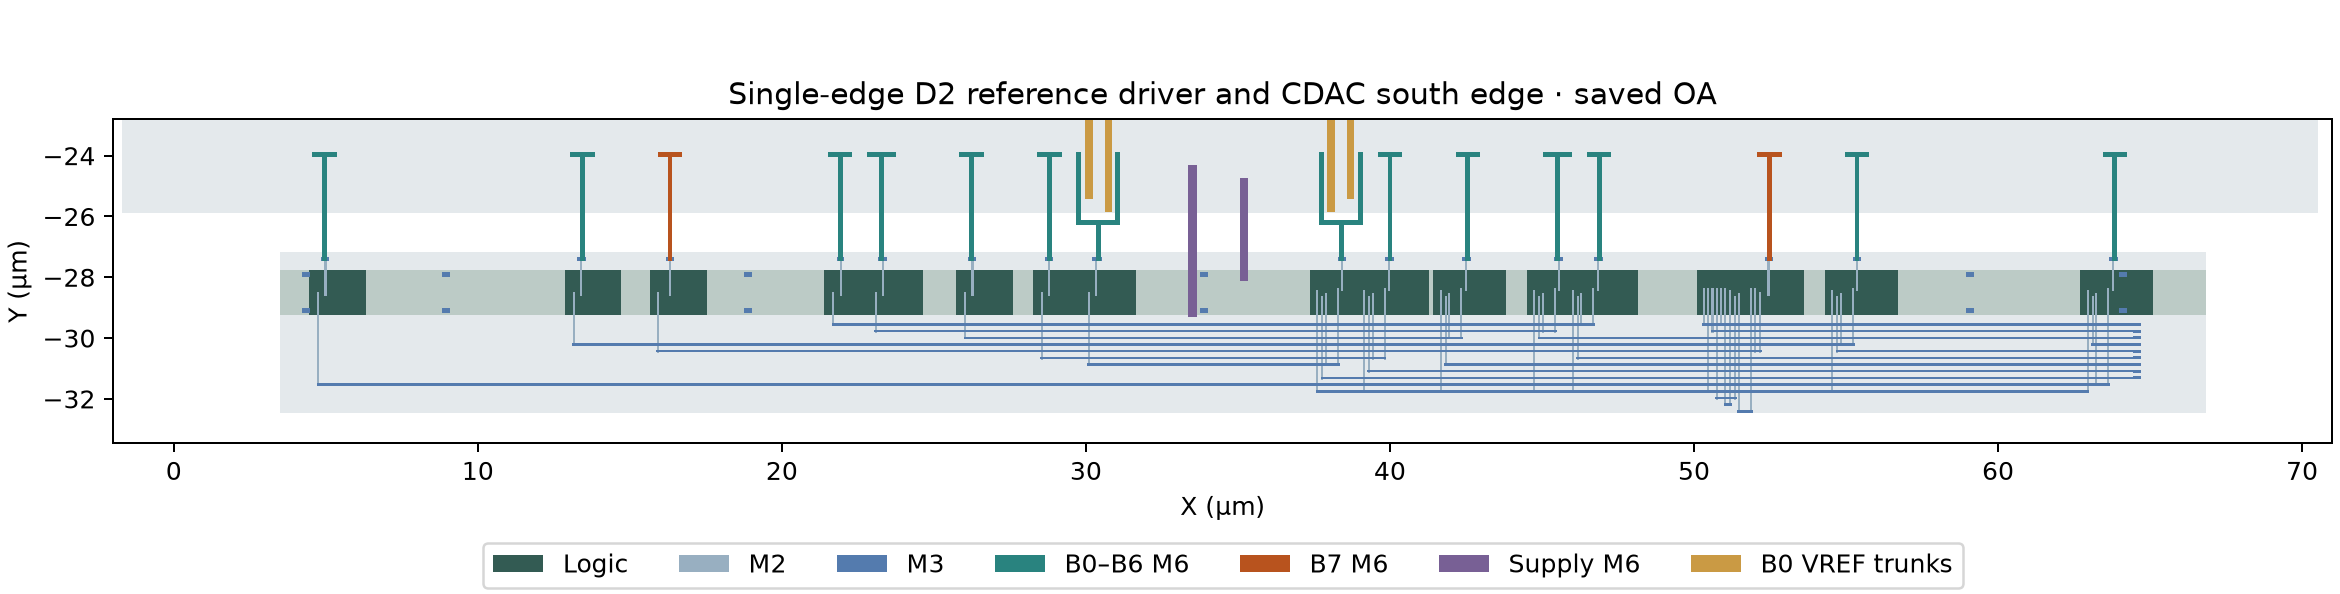 Single-edge D2 reference driver and CDAC south edge · saved OA
−24
−26
−28
−30
−32
Y (µm)
0 10 20 30 40 50 60 70
X (µm)
Logic M2 M3 B0–B6 M6 B7 M6 Supply M6 B0 VREF trunks